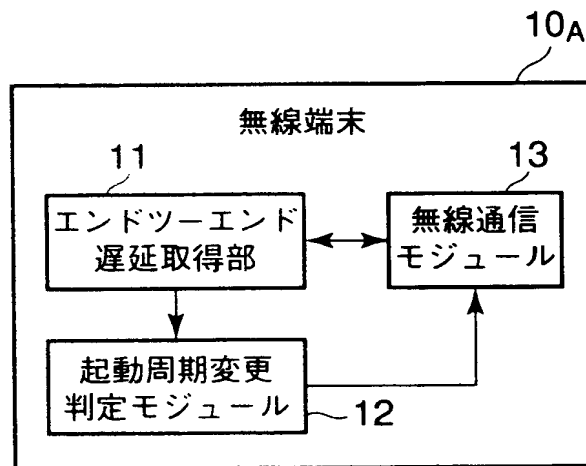 10A
無線端末
11
エンドツーエンド
遅延取得部
13
無線通信
モジュール
起動周期変更
判定モジュール
12